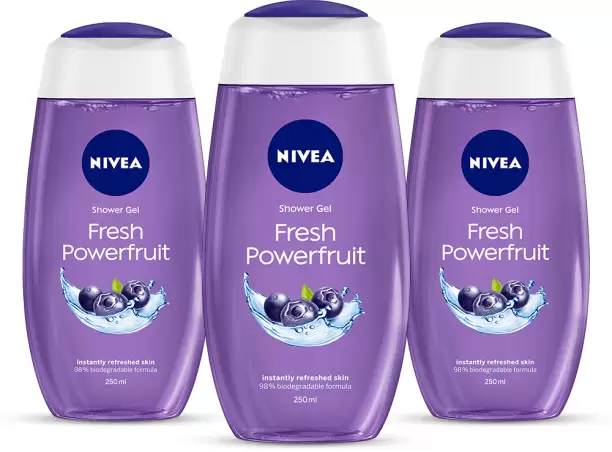 NIVEA
Shower Gel
Fresh
Powerfruit
instantly refreshed skin
98% biodegradable formula
250 ml
NIVEA
Shower Gel
Fresh
Powerfruit
instantly refreshed skin
98% biodegradable formula
250 ml
NIVEA
Shower Gel
Fresh
Powerfruit
instantly refreshed skin
98% biodegradable formula
250 ml